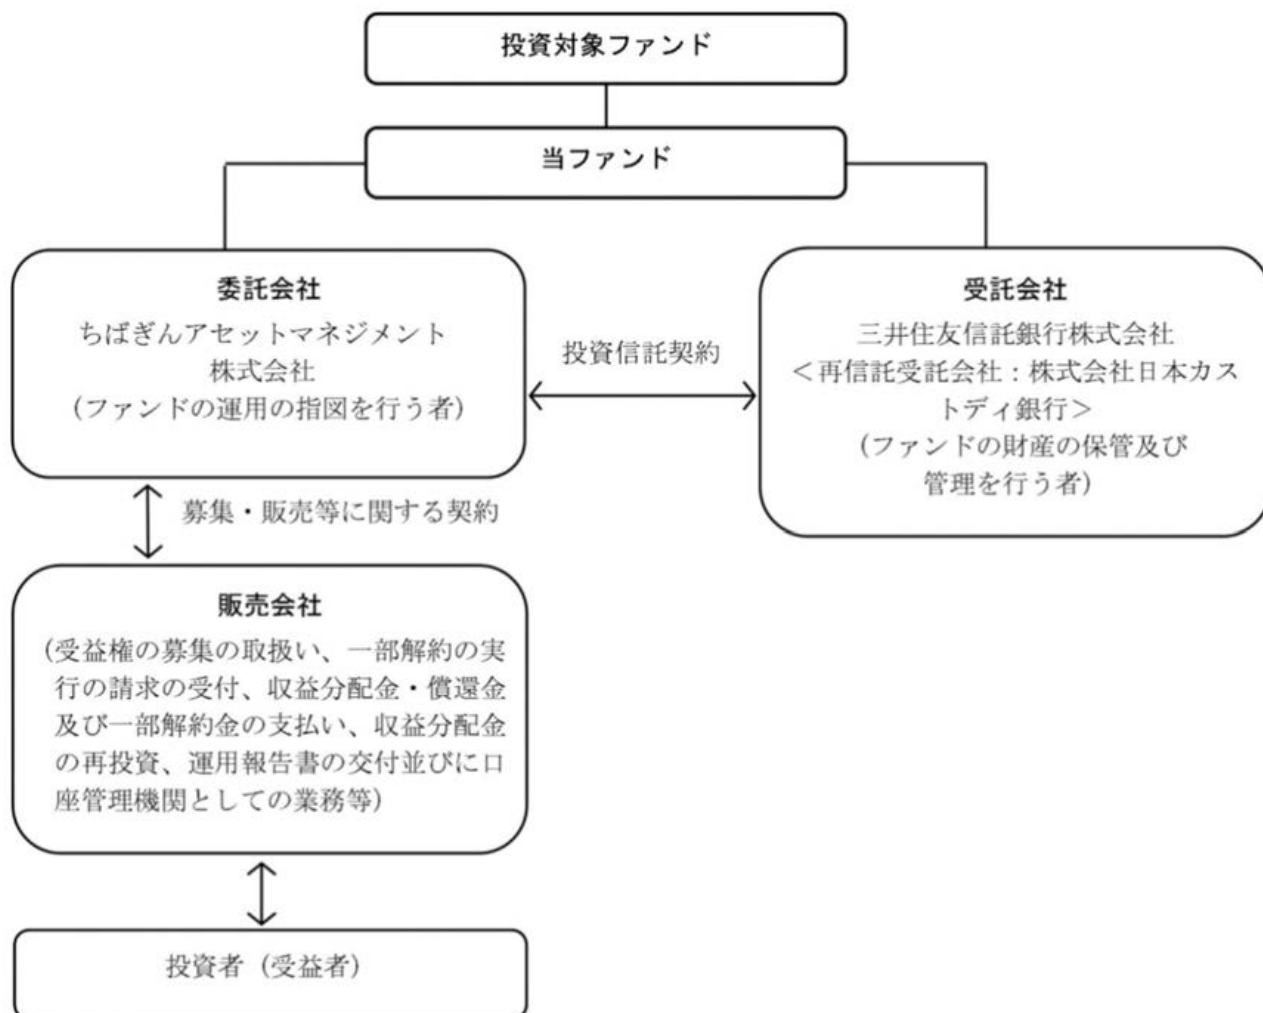 投資対象ファンド
当ファンド
委託会社
ちばぎんアセットマネジメント
株式会社
(ファンドの運用の指図を行う者)
投資信託契約
受託会社
三井住友信託銀行株式会社
<再信託受託会社:株式会社日本カス
トディ銀行>
(ファンドの財産の保管及び
管理を行う者)
募集・販売等に関する契約
販売会社
(受益権の募集の取扱い、一部解約の実
行の請求の受付、収益分配金・償還金
及び一部解約金の支払い、収益分配金
の再投資、運用報告書の交付並びに口
座管理機関としての業務等)
投資者(受益者)